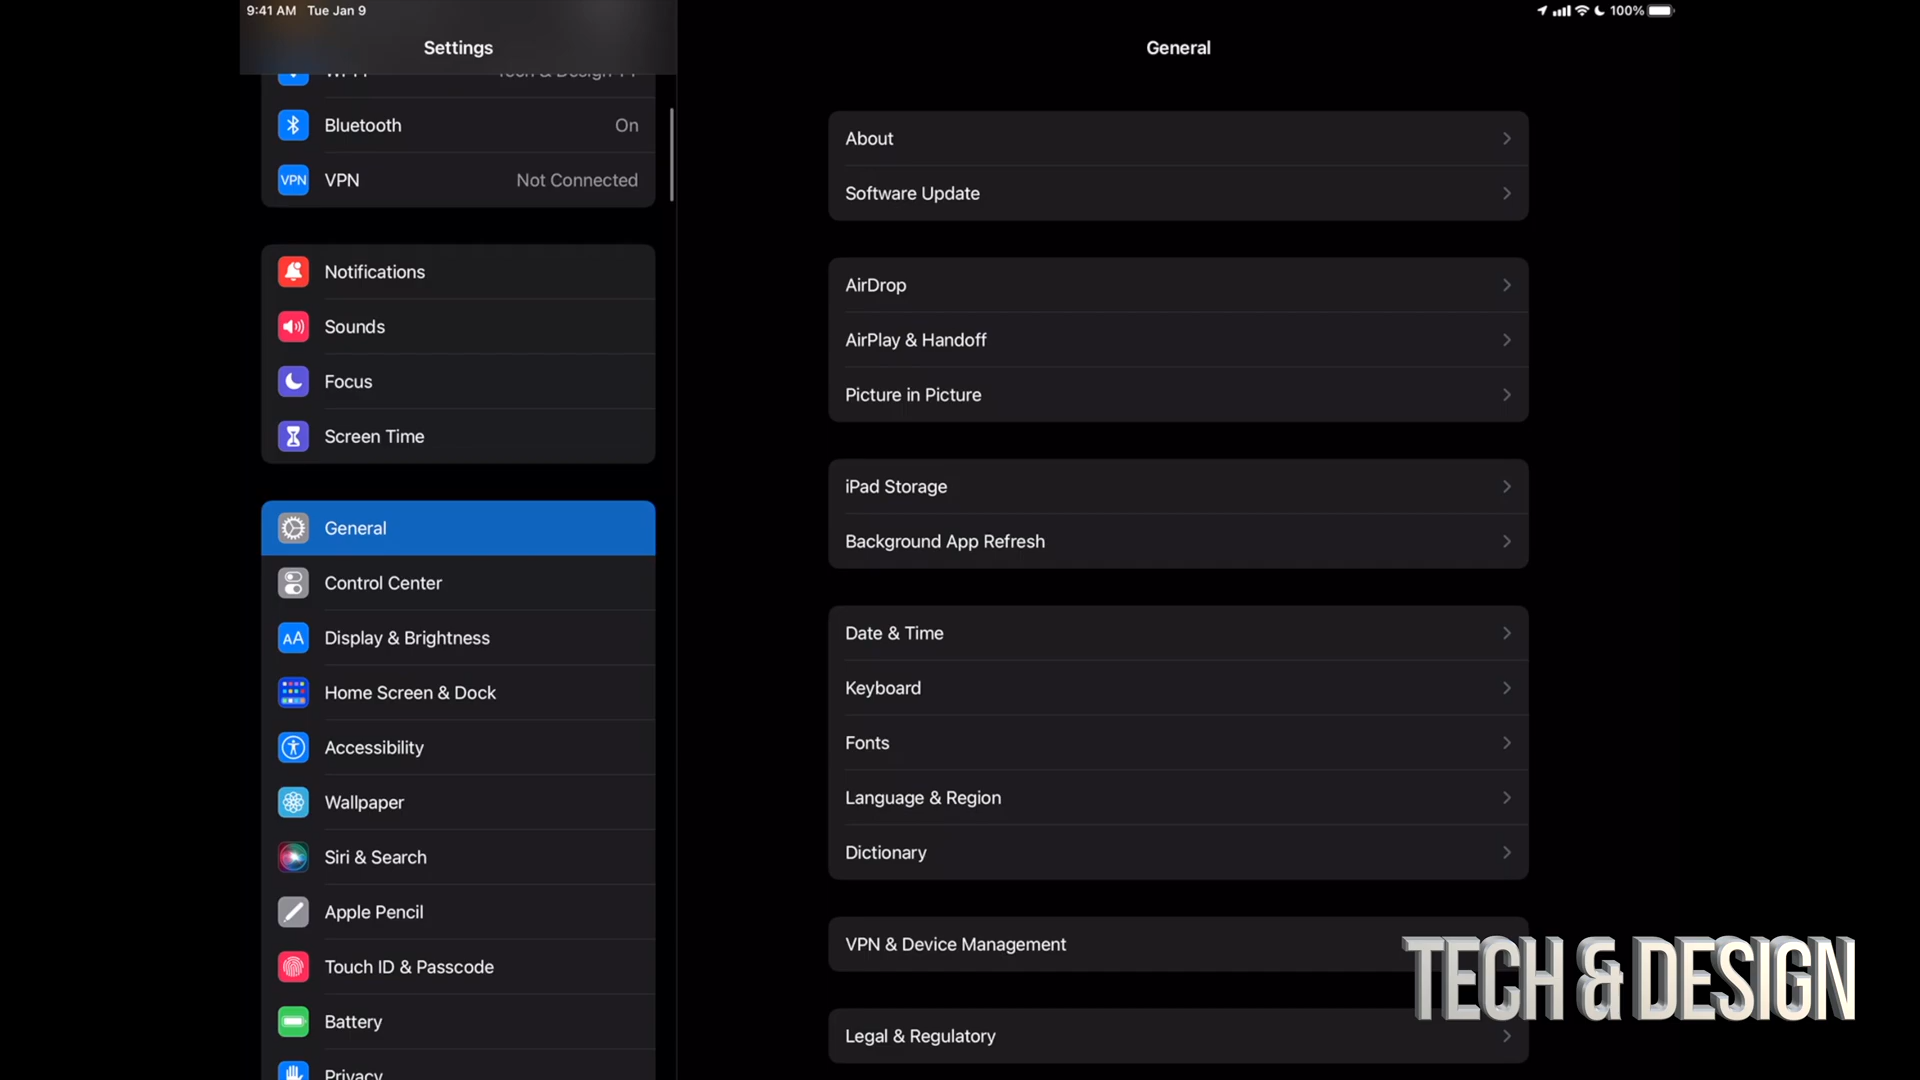 9:41 AM Tue Jan 9
100%
Settings
General
Bluetooth On
VPN VPN Not Connected
Notifications
Sounds
Focus
Screen Time
General
Control Center
AA Display & Brightness
Home Screen & Dock
Accessibility
Wallpaper
Siri & Search
Apple Pencil
Touch ID & Passcode
Battery
Privacy
About
Software Update
AirDrop
AirPlay & Handoff
Picture in Picture
iPad Storage
Background App Refresh
Date & Time
Keyboard
Fonts
Language & Region
Dictionary
VPN & Device Management
Legal & Regulatory
TECH & DESIGN